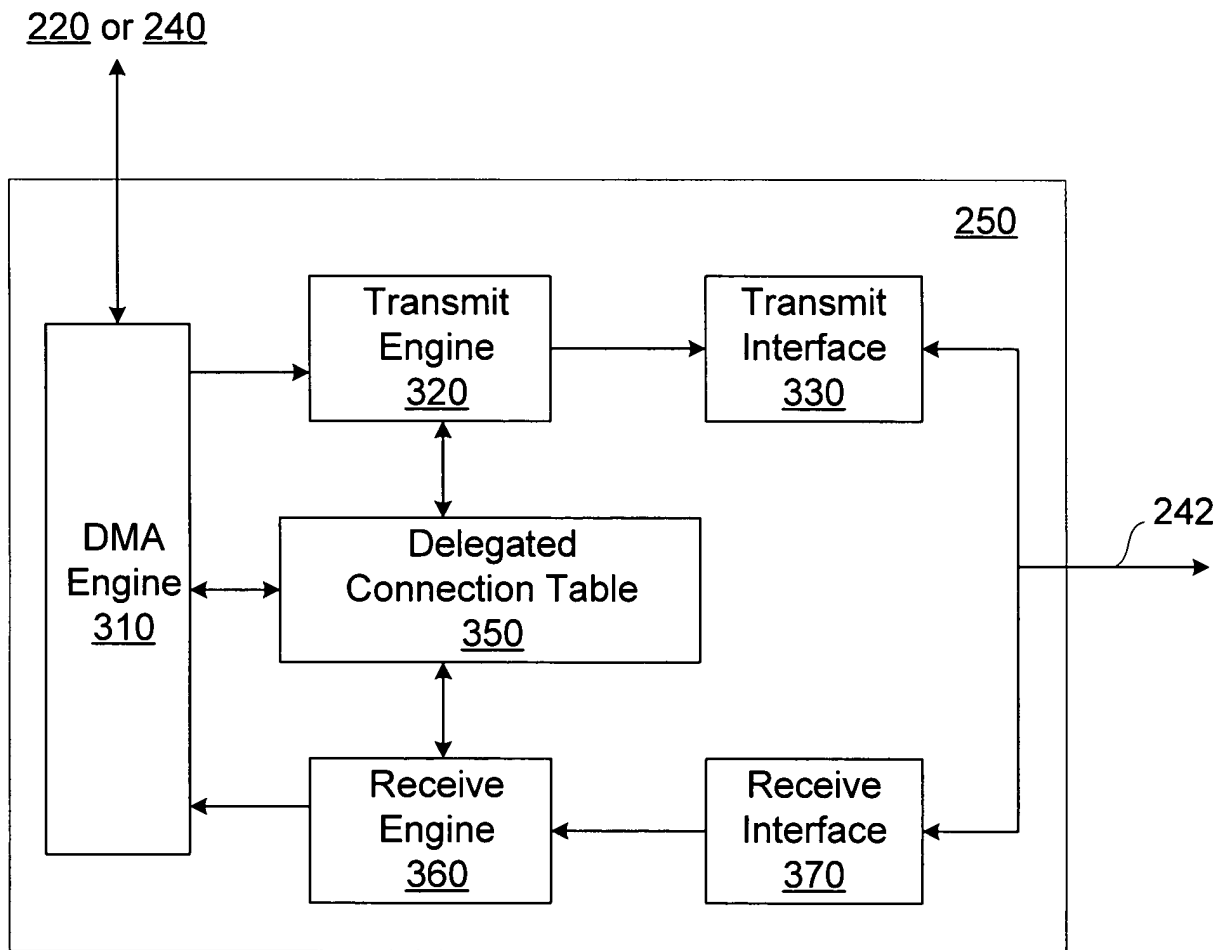 220 or 240
250
Transmit
Engine
320
Transmit
Interface
330
242
DMA
Engine
310
Delegated
Connection Table
350
Receive
Engine
360
Receive
Interface
370